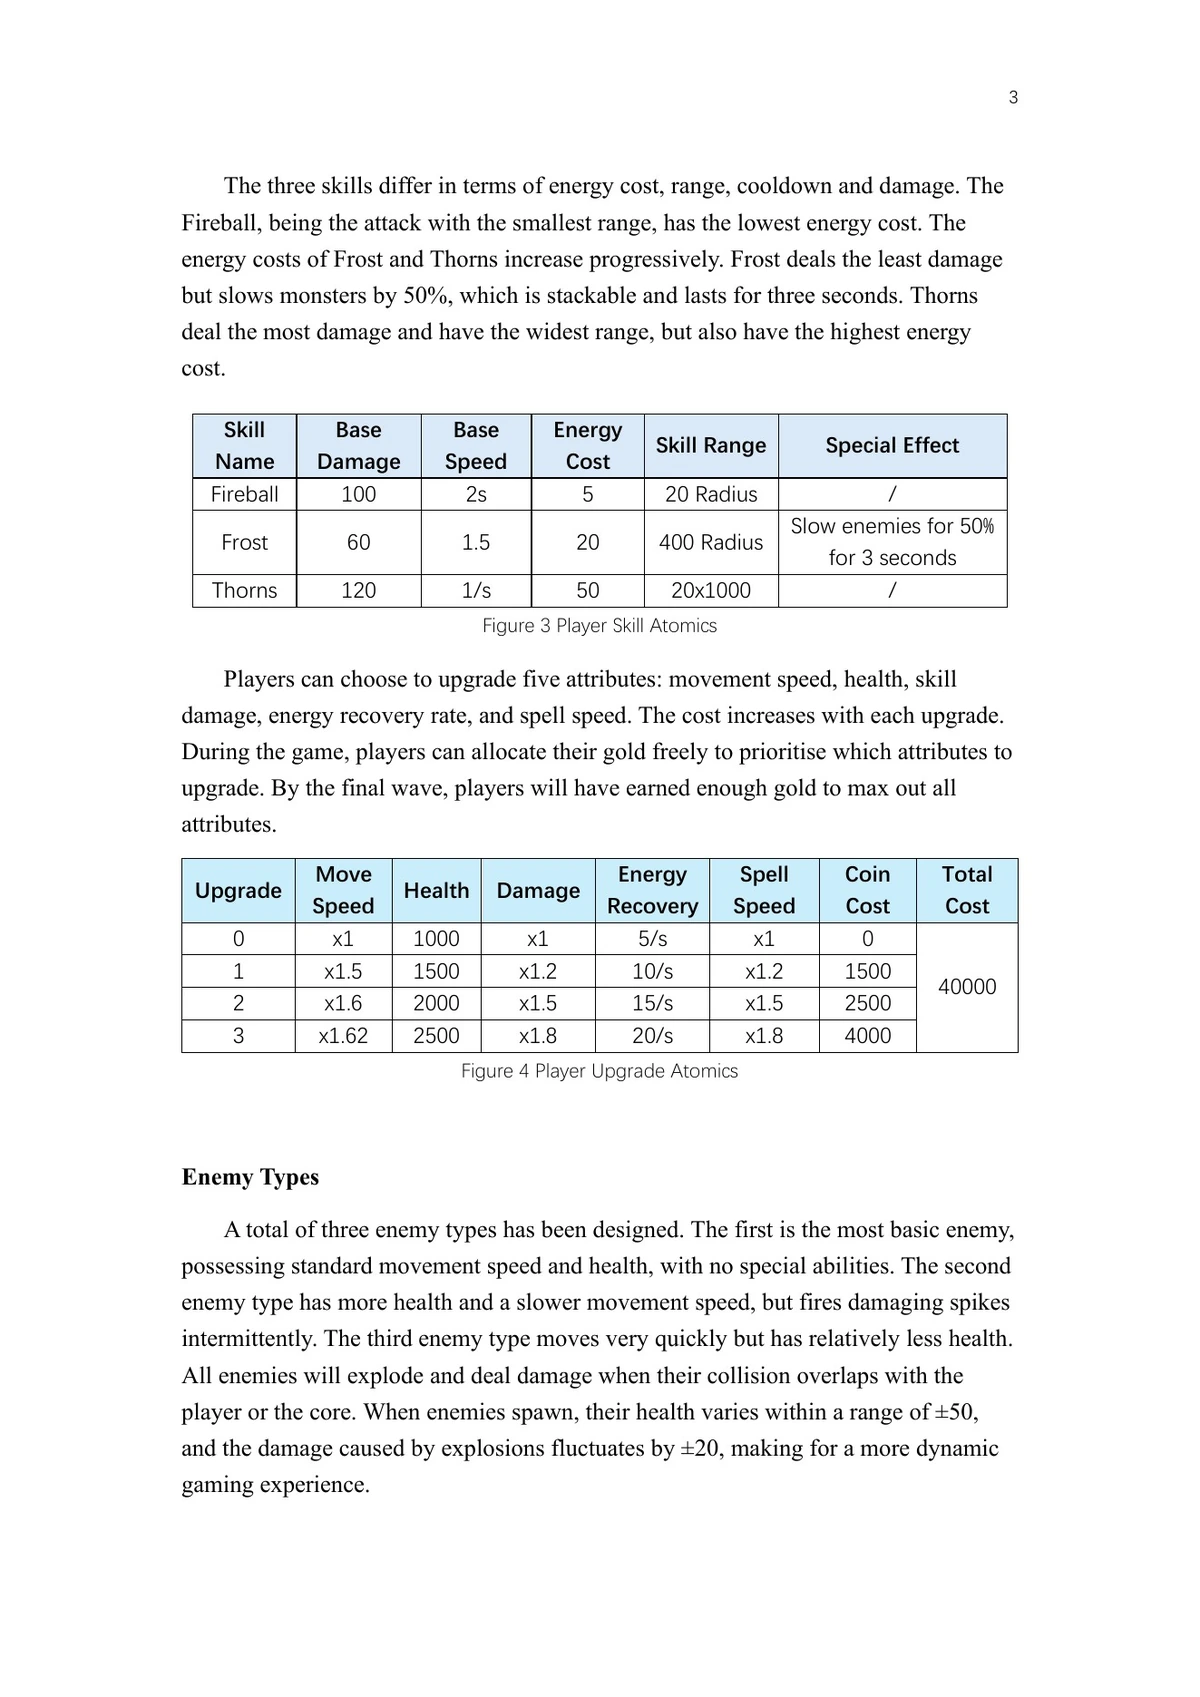 3
The three skills differ in terms of energy cost, range, cooldown and damage. The
Fireball, being the attack with the smallest range, has the lowest energy cost. The
energy costs of Frost and Thorns increase progressively. Frost deals the least damage
but slows monsters by 50%, which is stackable and lasts for three seconds. Thorns
deal the most damage and have the widest range, but also have the highest energy
cost.
Skill Name Base Damage Base Speed Energy Cost Skill Range Special Effect
Fireball 100 2s 5 20 Radius /
Frost 60 1.5 20 400 Radius Slow enemies for 50% for 3 seconds
Thorns 120 1/s 50 20x1000 /
Figure 3 Player Skill Atomics
Players can choose to upgrade five attributes: movement speed, health, skill
damage, energy recovery rate, and spell speed. The cost increases with each upgrade.
During the game, players can allocate their gold freely to prioritise which attributes to
upgrade. By the final wave, players will have earned enough gold to max out all
attributes.
Upgrade Move Speed Health Damage Energy Recovery Spell Speed Coin Cost Total Cost
0 x1 1000 x1 5/s x1 0 40000
1 x1.5 1500 x1.2 10/s x1.2 1500
2 x1.6 2000 x1.5 15/s x1.5 2500
3 x1.62 2500 x1.8 20/s x1.8 4000
Figure 4 Player Upgrade Atomics
Enemy Types
A total of three enemy types has been designed. The first is the most basic enemy,
possessing standard movement speed and health, with no special abilities. The second
enemy type has more health and a slower movement speed, but fires damaging spikes
intermittently. The third enemy type moves very quickly but has relatively less health.
All enemies will explode and deal damage when their collision overlaps with the
player or the core. When enemies spawn, their health varies within a range of ±50,
and the damage caused by explosions fluctuates by ±20, making for a more dynamic
gaming experience.